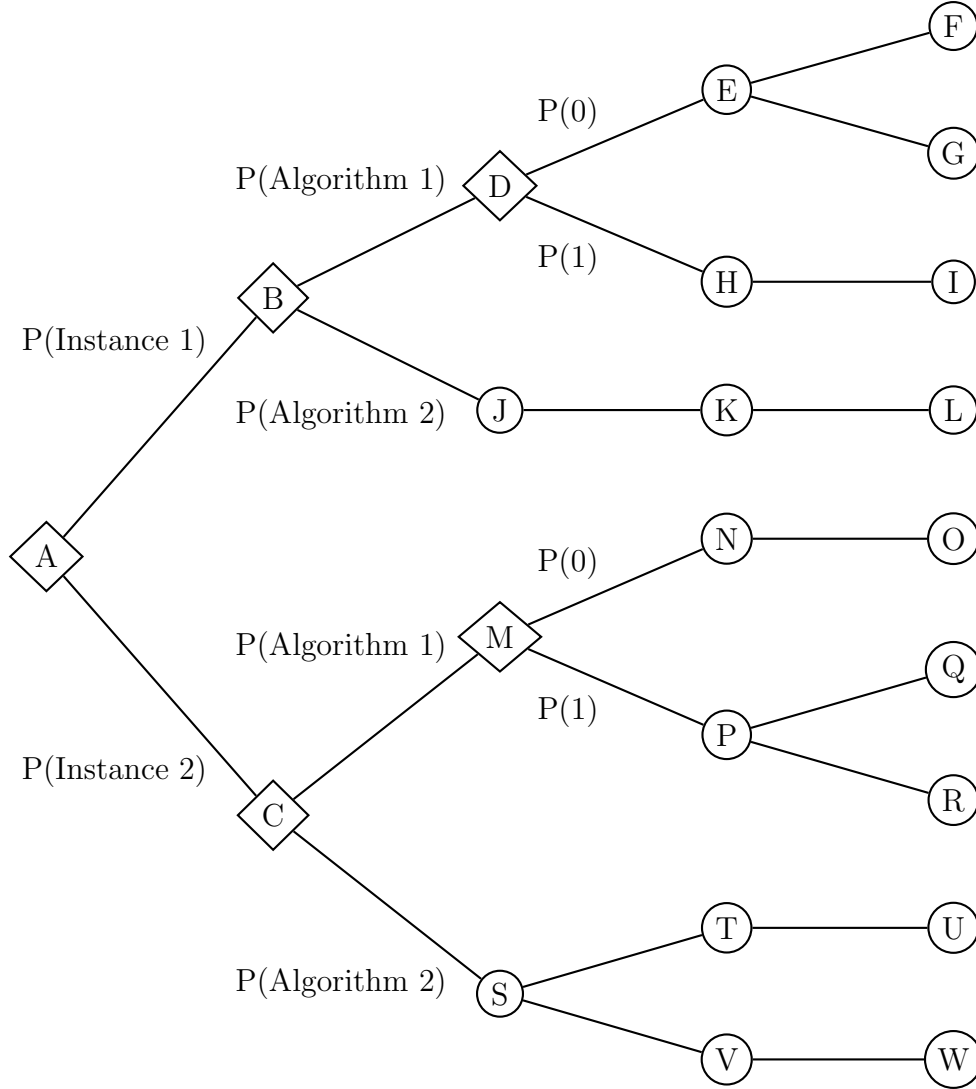 F
P(0)
E
G
P(Algorithm 1)
D
P(1)
H
I
B
P(Instance 1)
P(Algorithm 2)
J
K
L
A
N
O
P(0)
P(Algorithm 1)
M
Q
P(1)
P
R
P(Instance 2)
C
T
U
P(Algorithm 2)
S
V
W